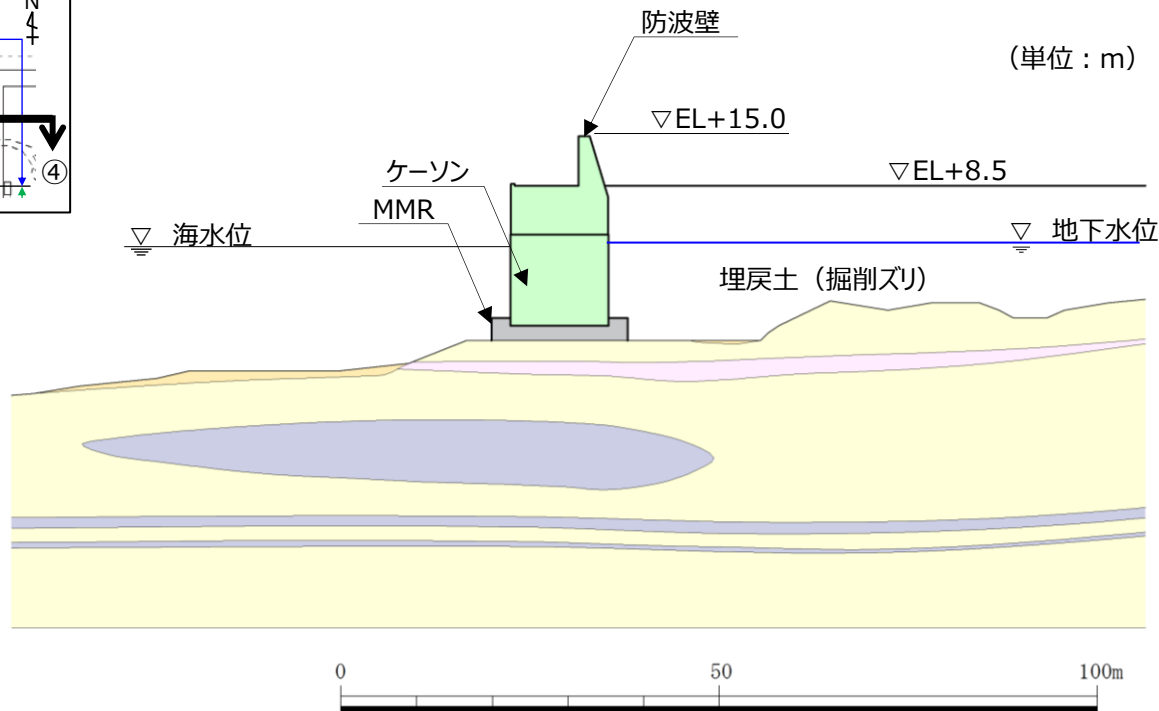 N
④
防波壁
（単位：m）
▽EL+15.0
▽EL+8.5
ケーソン
MMR
▽ 海水位
▽ 地下水位
埋戻土（掘削ズリ）
0 50 100m